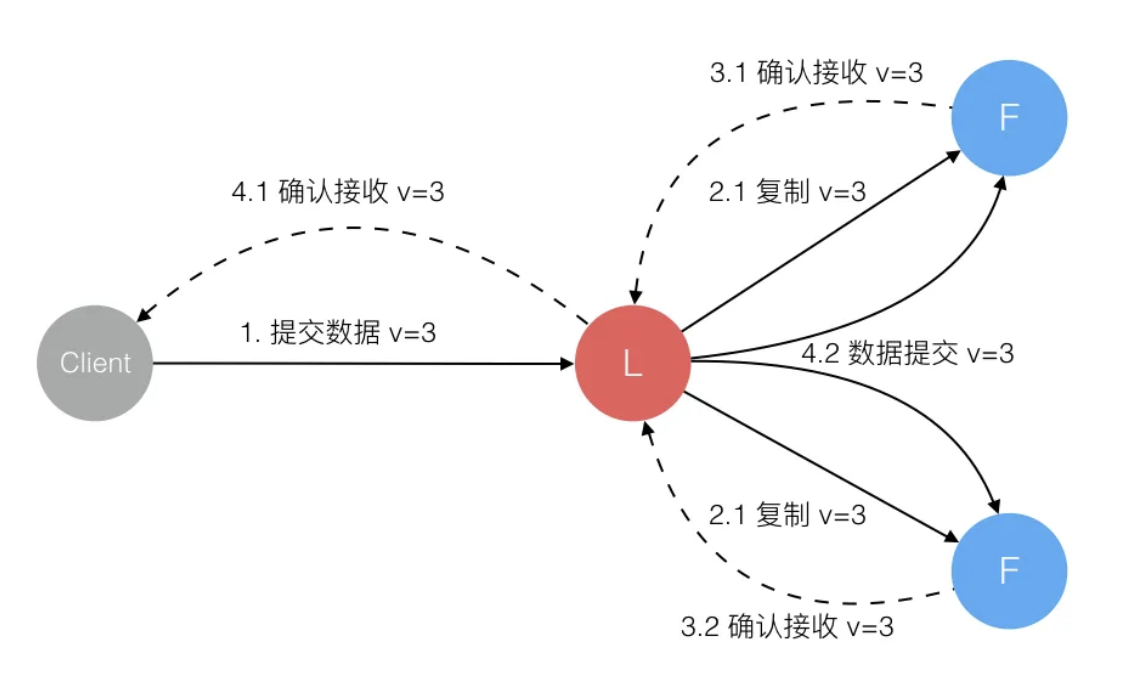 3.1 确认接收 v=3
F
4.1 确认接收 v=3
2.1 复制 v=3
Client
1. 提交数据 v=3
L
4.2 数据提交 v=3
2.1 复制 v=3
F
3.2 确认接收 v=3